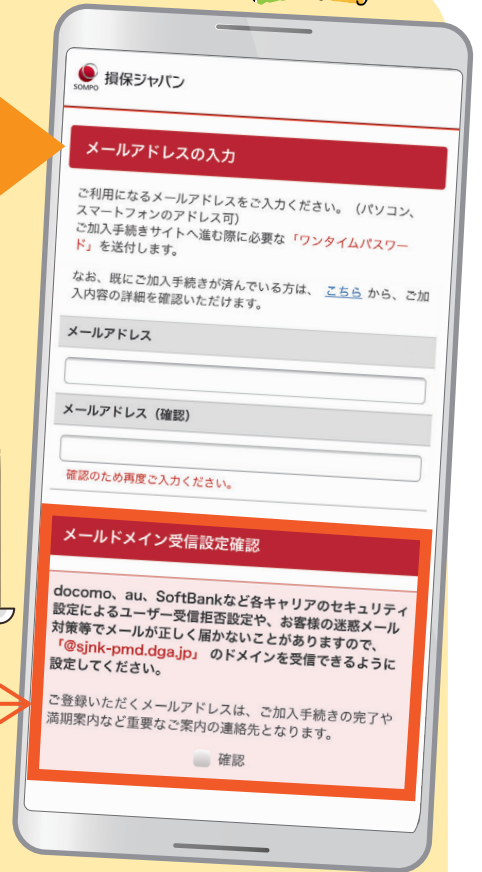 SOMPO
損保ジャパン
メールアドレスの入力
ご利用になるメールアドレスをご入力ください。（パソコン、
スマートフォンのアドレス可）
ご加入手続きサイトへ進む際に必要な「ワンタイムパスワー
ド」を送付します。
なお、既にご加入手続きが済んでいる方は、 こちら から、ご加
入内容の詳細を確認いただけます。
メールアドレス
メールアドレス（確認）
確認のため再度ご入力ください。
メールドメイン受信設定確認
docomo、au、SoftBankなど各キャリアのセキュリティ
設定によるユーザー受信拒否設定や、お客様の迷惑メール
対策等でメールが正しく届かないことがありますので、
「@sjnk-pmd.dga.jp」 のドメインを受信できるように
設定してください。
ご登録いただくメールアドレスは、ご加入手続きの完了や
満期案内など重要なご案内の連絡先となります。
確認